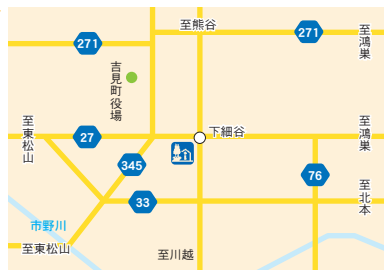 至熊谷
271
至鴻巣
271
吉見町役場
至東松山
27
下細谷
至鴻巣
345
76
33
至北本
市野川
至東松山
至川越